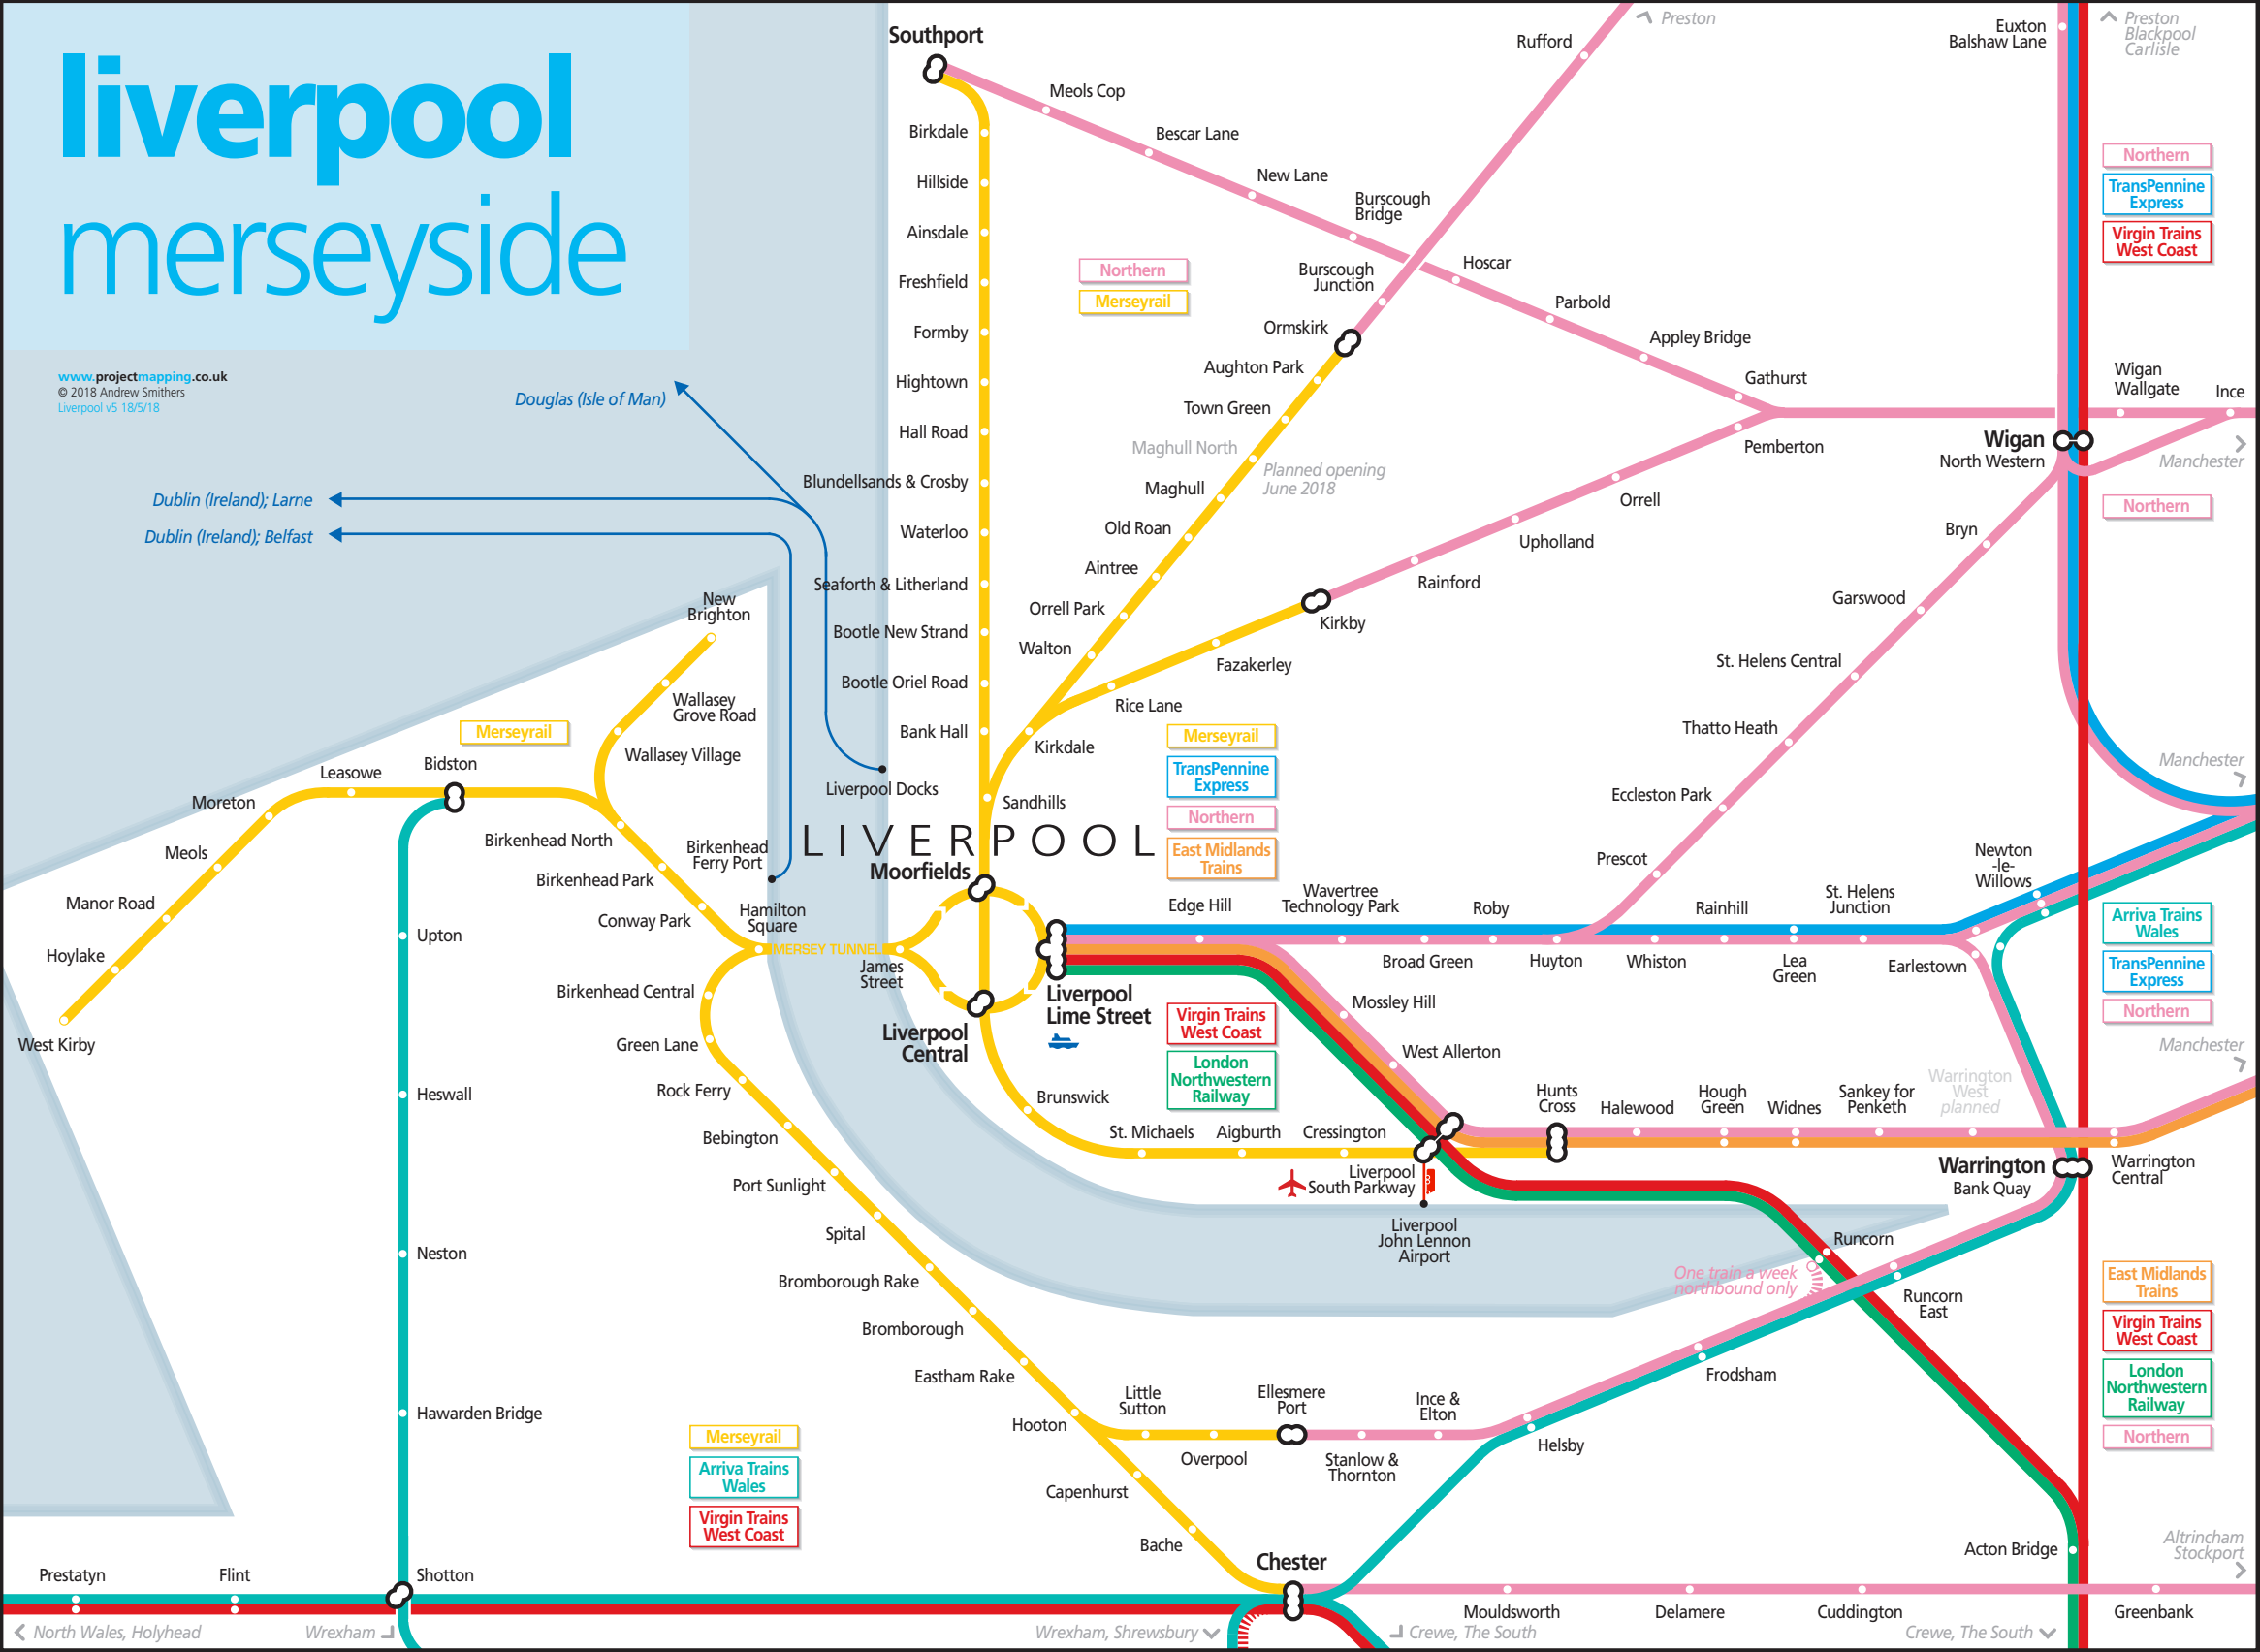 liverpool
merseyside
www.projectmapping.co.uk
© 2018 Andrew Smithers
Liverpool v5 18/5/18
Douglas (Isle of Man)
Dublin (Ireland); Larne
Dublin (Ireland); Belfast
Southport
Birkdale
Hillside
Ainsdale
Freshfield
Formby
Hightown
Hall Road
Blundellsands & Crosby
Waterloo
Seaforth & Litherland
Bootle New Strand
Bootle Oriel Road
Bank Hall
Liverpool Docks
Sandhills
Meols Cop
Bescar Lane
New Lane
Burscough
Bridge
Hoscar
Parbold
Appley Bridge
Gathurst
Rufford
Preston
Burscough
Junction
Ormskirk
Aughton Park
Town Green
Maghull North
Planned opening
June 2018
Maghull
Old Roan
Aintree
Orrell Park
Walton
Northern
Merseyrail
Euxton
Balshaw Lane
Preston
Blackpool
Carlisle
Northern
TransPennine
Express
Virgin Trains
West Coast
Wigan
Wallgate
Ince
Wigan
North Western
Manchester
Northern
Pemberton
Orrell
Upholland
Rainford
Kirkby
Fazakerley
Rice Lane
Kirkdale
Bryn
Garswood
St. Helens Central
Thatto Heath
Eccleston Park
Prescot
Manchester
New
Brighton
Wallasey
Grove Road
Wallasey Village
Merseyrail
Bidston
Leasowe
Moreton
Meols
Manor Road
Hoylake
West Kirby
Birkenhead North
Birkenhead Park
Conway Park
Birkenhead
Ferry Port
Hamilton
Square
MERSEY TUNNEL
James
Street
LIVERPOOL
Moorfields
Liverpool
Central
Liverpool
Lime Street
Merseyrail
TransPennine
Express
Northern
East Midlands
Trains
Virgin Trains
West Coast
London
Northwestern
Railway
Edge Hill
Wavertree
Technology Park
Broad Green
Roby
Huyton
Whiston
Rainhill
Lea
Green
St. Helens
Junction
Earlestown
Newton
-le-
Willows
Arriva Trains
Wales
TransPennine
Express
Northern
Manchester
Mossley Hill
West Allerton
Hunts
Cross
Halewood
Hough
Green
Widnes
Sankey for
Penketh
Warrington
West
planned
Warrington
Central
Warrington
Bank Quay
Brunswick
St. Michaels
Aigburth
Cressington
Liverpool
South Parkway
Liverpool
John Lennon
Airport
Birkenhead Central
Green Lane
Rock Ferry
Bebington
Port Sunlight
Spital
Bromborough Rake
Bromborough
Eastham Rake
Hooton
Capenhurst
Bache
Little
Sutton
Overpool
Ellesmere
Port
Stanlow &
Thornton
Ince &
Elton
Helsby
Frodsham
Runcorn
East
Runcorn
One train a week
northbound only
East Midlands
Trains
Virgin Trains
West Coast
London
Northwestern
Railway
Northern
Upton
Heswall
Neston
Hawarden Bridge
Shotton
Merseyrail
Arriva Trains
Wales
Virgin Trains
West Coast
Prestatyn
Flint
North Wales, Holyhead
Wrexham
Chester
Wrexham, Shrewsbury
Crewe, The South
Mouldsworth
Delamere
Cuddington
Acton Bridge
Greenbank
Altrincham
Stockport
Crewe, The South